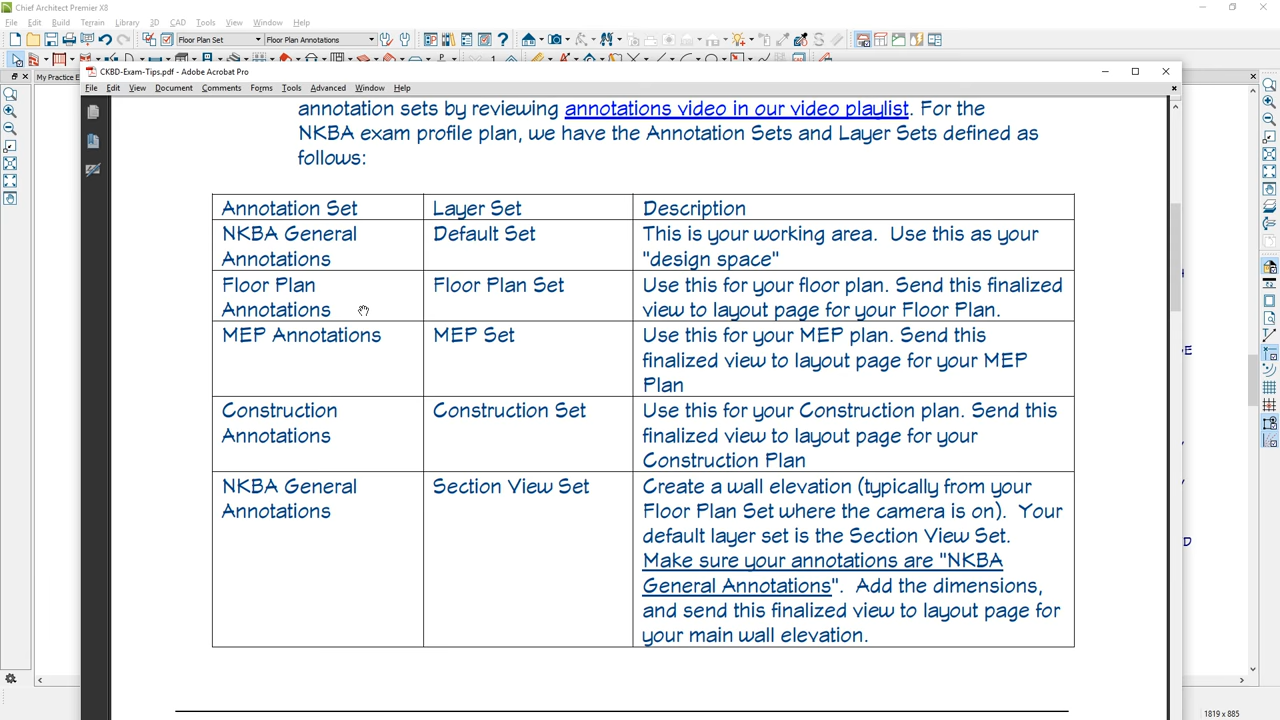 Chief Architect Premier X8
File Edit Build Terrain Library 3D CAD Tools View Window Help
Floor Plan Set Floor Plan Annotations
My Practice E
CKBD-Exam-Tips.pdf - Adobe Acrobat Pro
File Edit View Document Comments Forms Tools Advanced Window Help
annotation sets by reviewing annotations video in our video playlist. For the
NKBA exam profile plan, we have the Annotation Sets and Layer Sets defined as
follows:
Annotation Set Layer Set Description
NKBA General Default Set This is your working area. Use this as your
Annotations "design space"
Floor Plan Floor Plan Set Use this for your floor plan. Send this finalized
Annotations view to layout page for your Floor Plan.
MEP Annotations MEP Set Use this for your MEP plan. Send this
finalized view to layout page for your MEP
Plan
Construction Construction Set Use this for your Construction plan. Send this
Annotations finalized view to layout page for your
Construction Plan
NKBA General Section View Set Create a wall elevation (typically from your
Annotations Floor Plan Set where the camera is on). Your
default layer set is the Section View Set.
Make sure your annotations are "NKBA
General Annotations". Add the dimensions,
and send this finalized view to layout page for
your main wall elevation.
1819 x 885